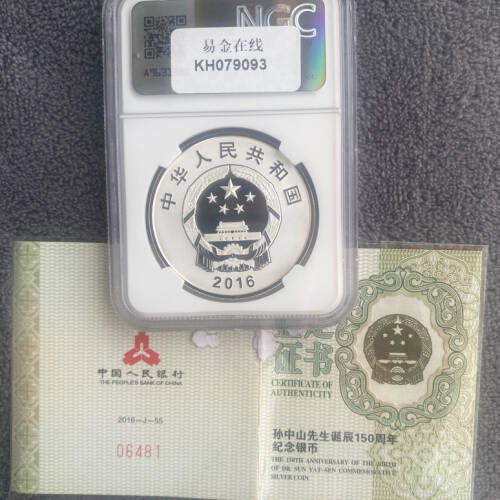 NGC
易金在线
KH079093
中华人民共和国
2016
中国人民银行
THE PEOPLE'S BANK OF CHINA
2016-J-55
06481
证书
CERTIFICATE OF
AUTHENTICITY
孙中山先生诞辰150周年
纪念银币
THE 150TH ANNIVERSARY OF THE BIRTH
OF DR. SUN YAT-SEN COMMEMORATIVE
SILVER COIN